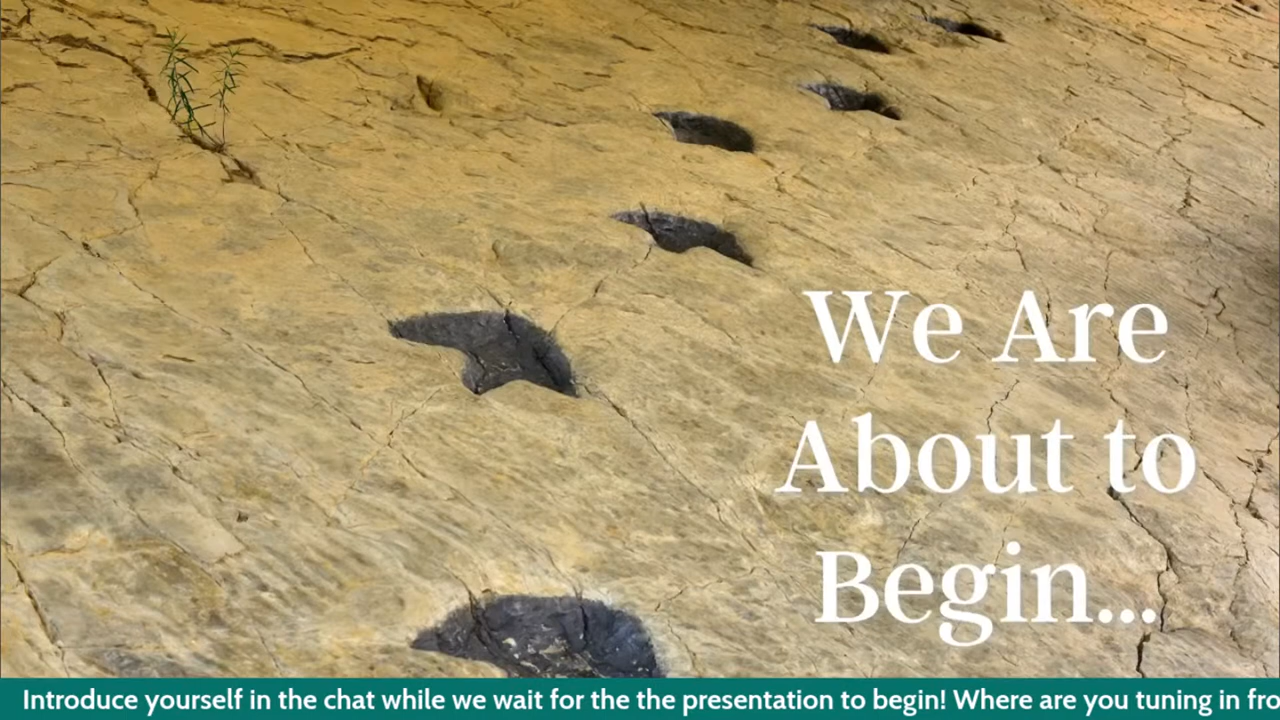 We Are
About to
Begin...
Introduce yourself in the chat while we wait for the the presentation to begin! Where are you tuning in fro